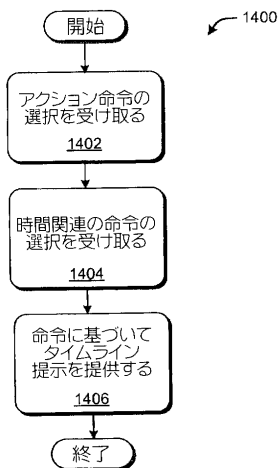 開始
1400
アクション命令の
選択を受け取る
1402
時間関連の命令の
選択を受け取る
1404
命令に基づいて
タイムライン
提示を提供する
1406
終了